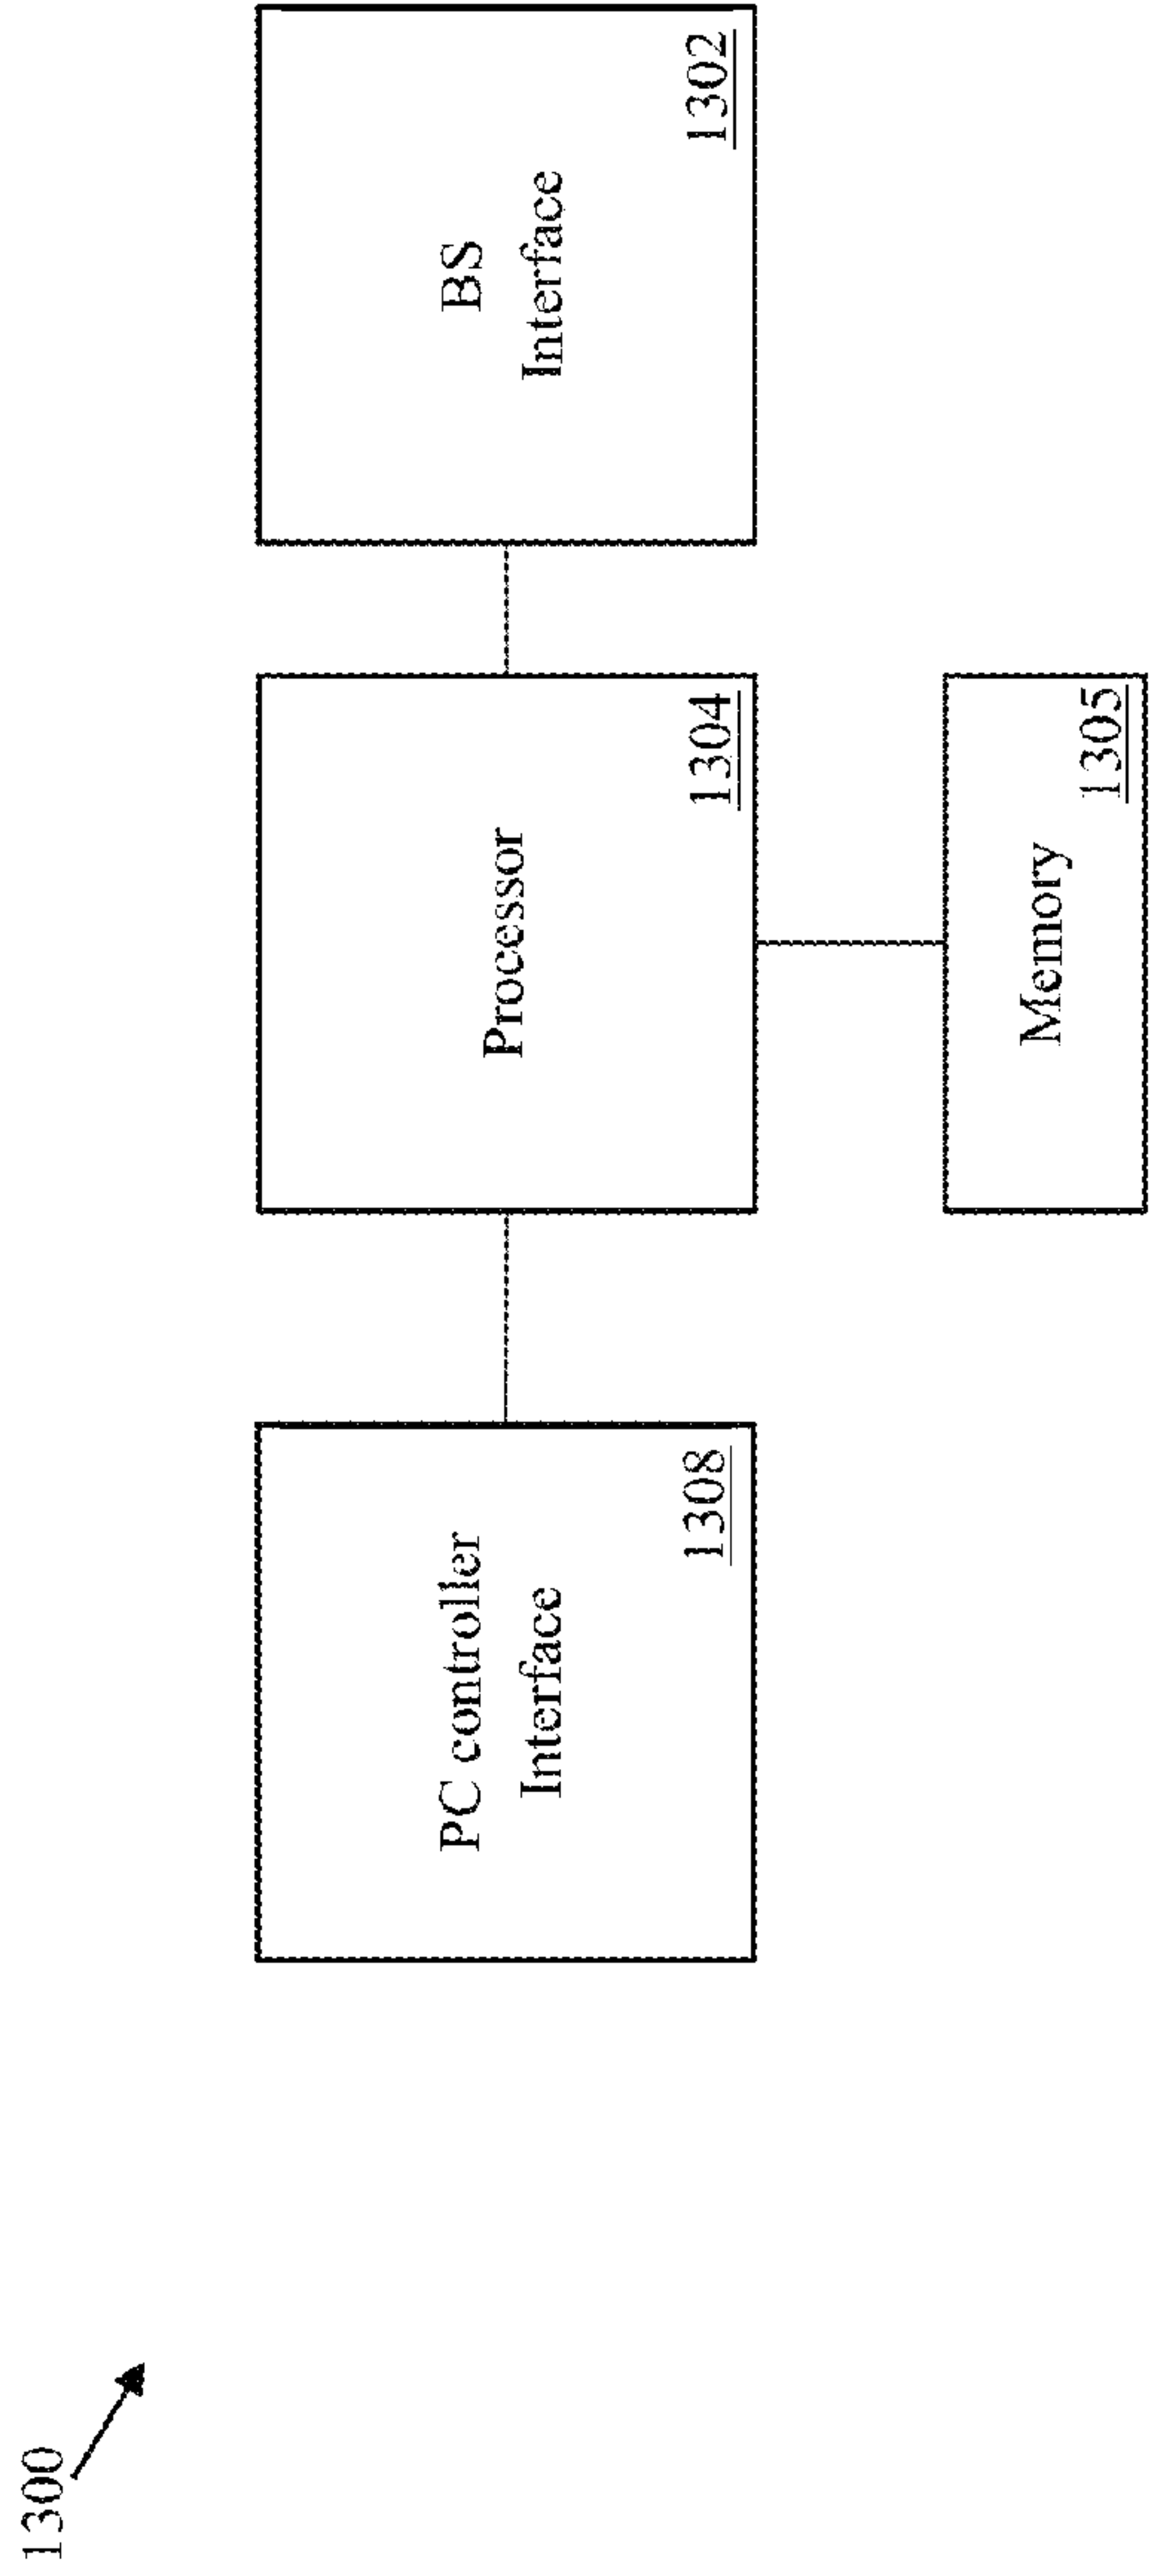 1300
PC controller
Interface
1308
Processor
1304
BS
Interface
1302
Memory
1305